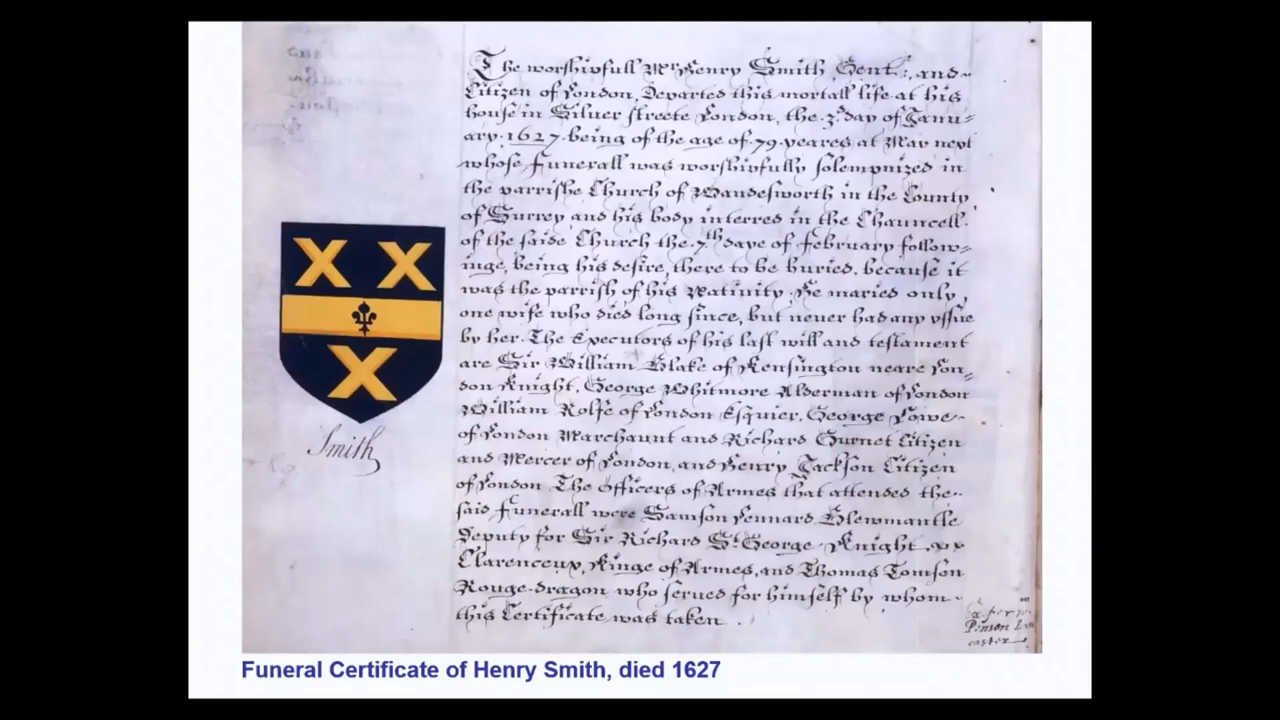 The worshipfull Mr Henry Smith Gent:, and
Citizen of London, Departed this mortall life at his
house in Siluer streete London, the 3d day of Janu=
ary 1627 being of the age of 79 yeares at May next
whose funerall was worshipfully solempnized in
the parrishe Church of Wandesworth in the County
of Surrey and his body interred in the Chauncell
of the saide Church the 7th daye of february follow=
inge, being his desire, there to be buried, because it
was the parrish of his Natiuity. He maried only
one wife who died long since, but never had any yssue
by her. The Executors of his last will and testament
are Sir William Blake of Kensington neare Lon=
don Knight, George Whitmore Alderman of London
William Rolfe of London Esquier, George Lowe
of London Marchaunt and Richard Gurnet Citizen
and Mercer of London, and Henry Jackson Citizen
of London The Officers of Armes that attended the
said funerall were Samson Lennard Blewmantle
Deputy for Sir Richard St George Knight
Clarenceux, Kinge of Armes, and Thomas Tomson
Rouge-dragon who serued for himself by whom
this Certificate was taken.
Smith
Penson Lan
caster
Funeral Certificate of Henry Smith, died 1627